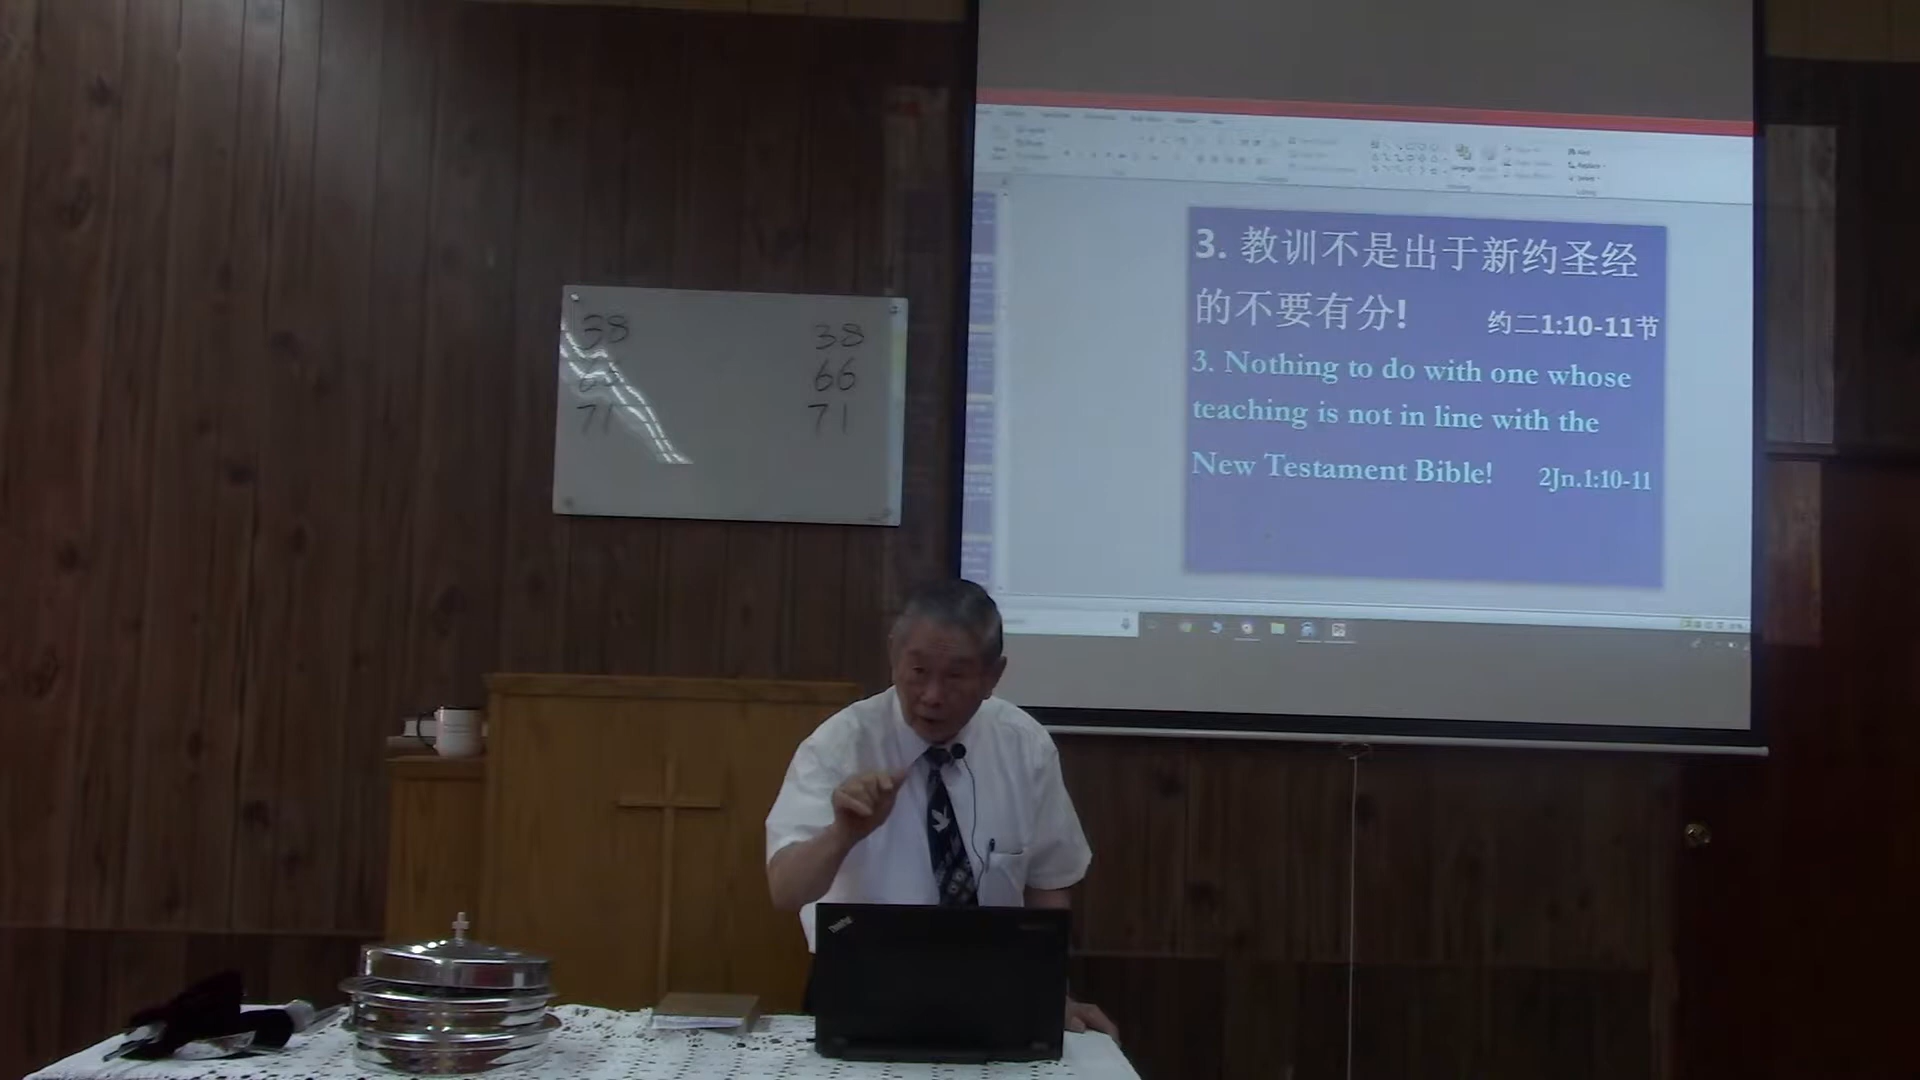 38
66
71
38
66
71
3. 教训不是出于新约圣经
的不要有分!
约二1:10-11节
3. Nothing to do with one whose
teaching is not in line with the
New Testament Bible!
2Jn.1:10-11
ThinkPad